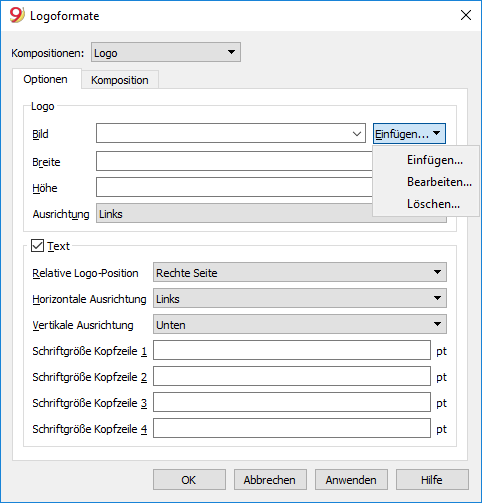 9 Logoformate
Kompositionen: Logo
Optionen Komposition
Logo
Bild Einfügen...
Einfügen...
Breite
Bearbeiten...
Höhe
Löschen...
Ausrichtung Links
Text
Relative Logo-Position Rechte Seite
Horizontale Ausrichtung Links
Vertikale Ausrichtung Unten
Schriftgröße Kopfzeile 1 pt
Schriftgröße Kopfzeile 2 pt
Schriftgröße Kopfzeile 3 pt
Schriftgröße Kopfzeile 4 pt
OK Abbrechen Anwenden Hilfe